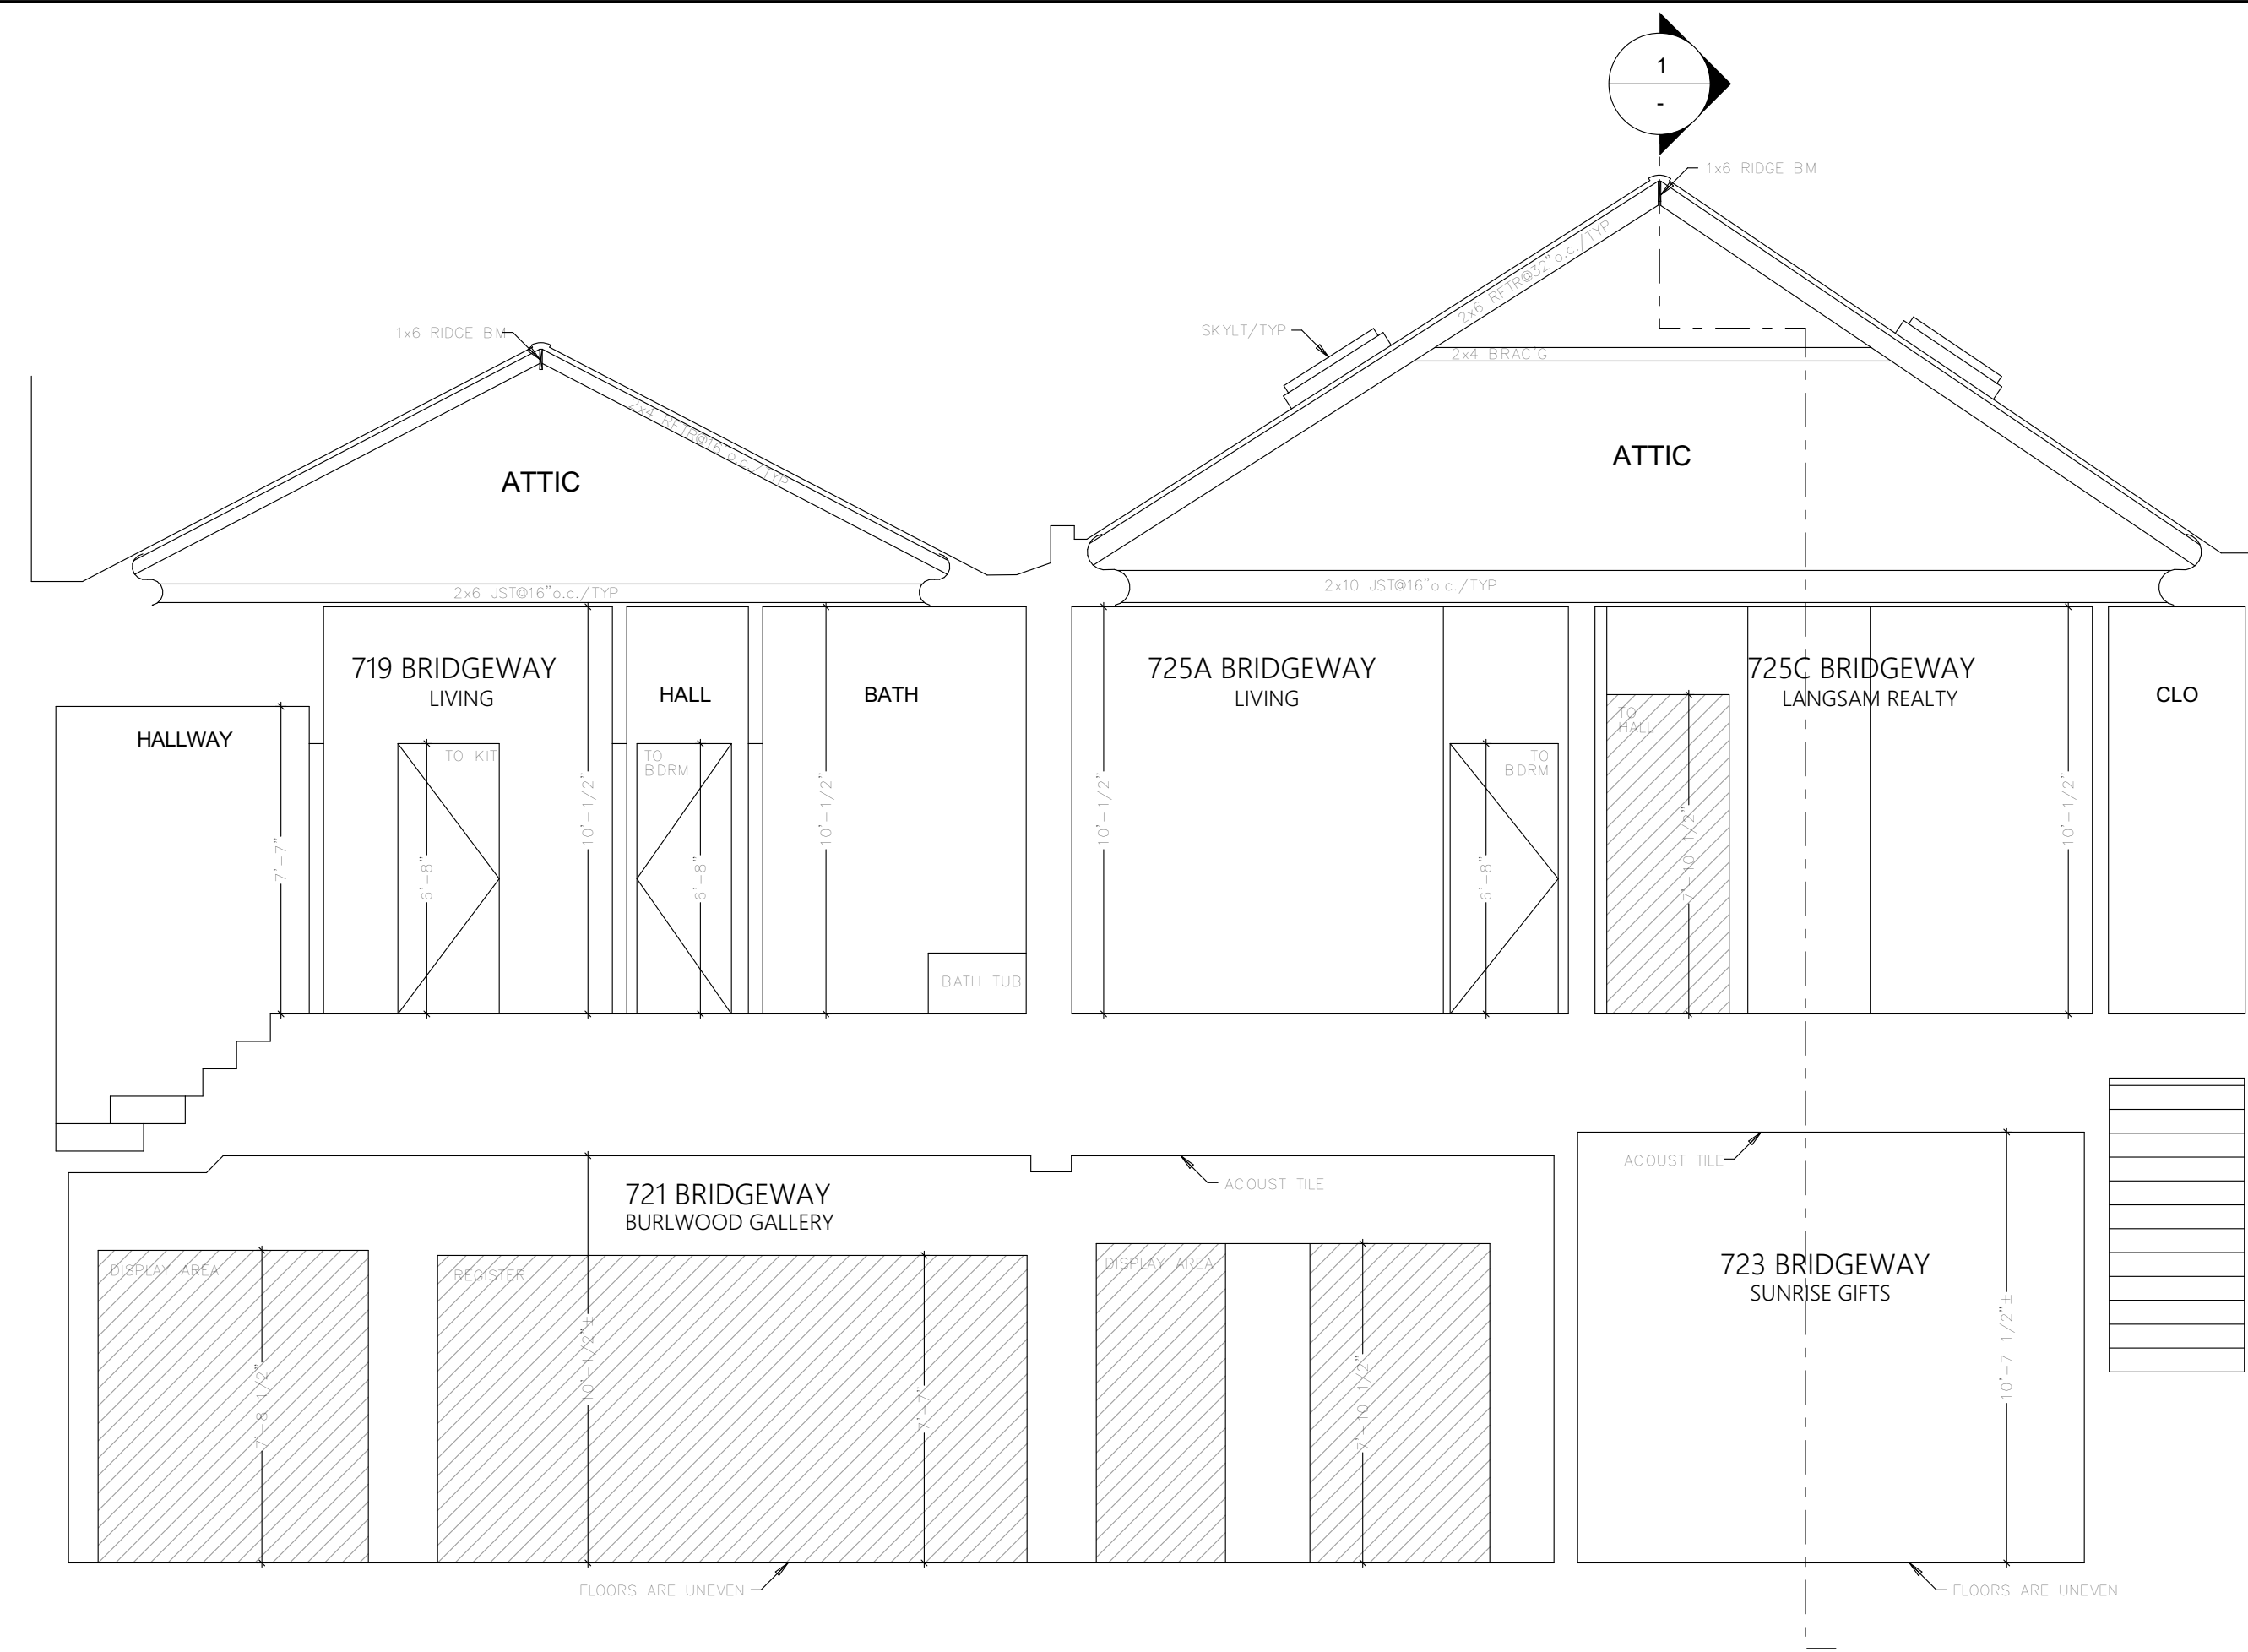 1
-
1x6 RIDGE BM
2x6 RFTR@32"o.c./TYP
SKYLT/TYP
2x4 BRAC'G
1x6 RIDGE BM
2x4 RFTR@16"o.c./TYP
ATTIC
ATTIC
2x6 JST@16"o.c./TYP
2x10 JST@16"o.c./TYP
719 BRIDGEWAY
LIVING
HALL
BATH
725A BRIDGEWAY
LIVING
725C BRIDGEWAY
LANGSAM REALTY
CLO
HALLWAY
TO KIT
TO
BDRM
TO
BDRM
TO
HALL
7'-7"
6'-8"
10'-1/2"
6'-8"
10'-1/2"
10'-1/2"
6'-8"
7'-10 1/2"
10'-1/2"
BATH TUB
ACOUST TILE
ACOUST TILE
721 BRIDGEWAY
BURLWOOD GALLERY
723 BRIDGEWAY
SUNRISE GIFTS
DISPLAY AREA
REGISTER
DISPLAY AREA
7'-8 1/2"
10'-1/2"±
7'-7"
7'-10 1/2"
10'-7 1/2"±
FLOORS ARE UNEVEN
FLOORS ARE UNEVEN